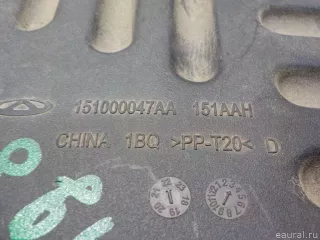 151000047AA 151AAH
CHINA 1BQ >PP-T20< D
eaural.ru